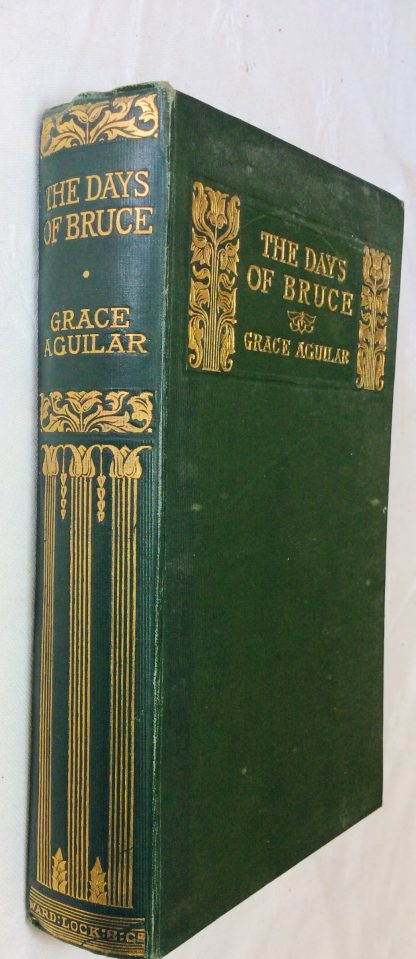 THE DAYS
OF BRUCE
GRACE
AGUILAR
WARD·LOCK·&·Cº
THE DAYS
OF BRUCE
GRACE AGUILAR